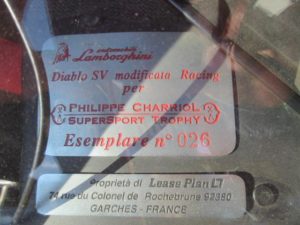 automobili
Lamborghini
Diablo SV modificata Racing
per
PHILIPPE CHARRIOL
SUPERSPORT TROPHY
Esemplare n° 026
Proprietà di Lease Plan
74 rue du Colonel de Rochebrune 92380
GARCHES - FRANCE